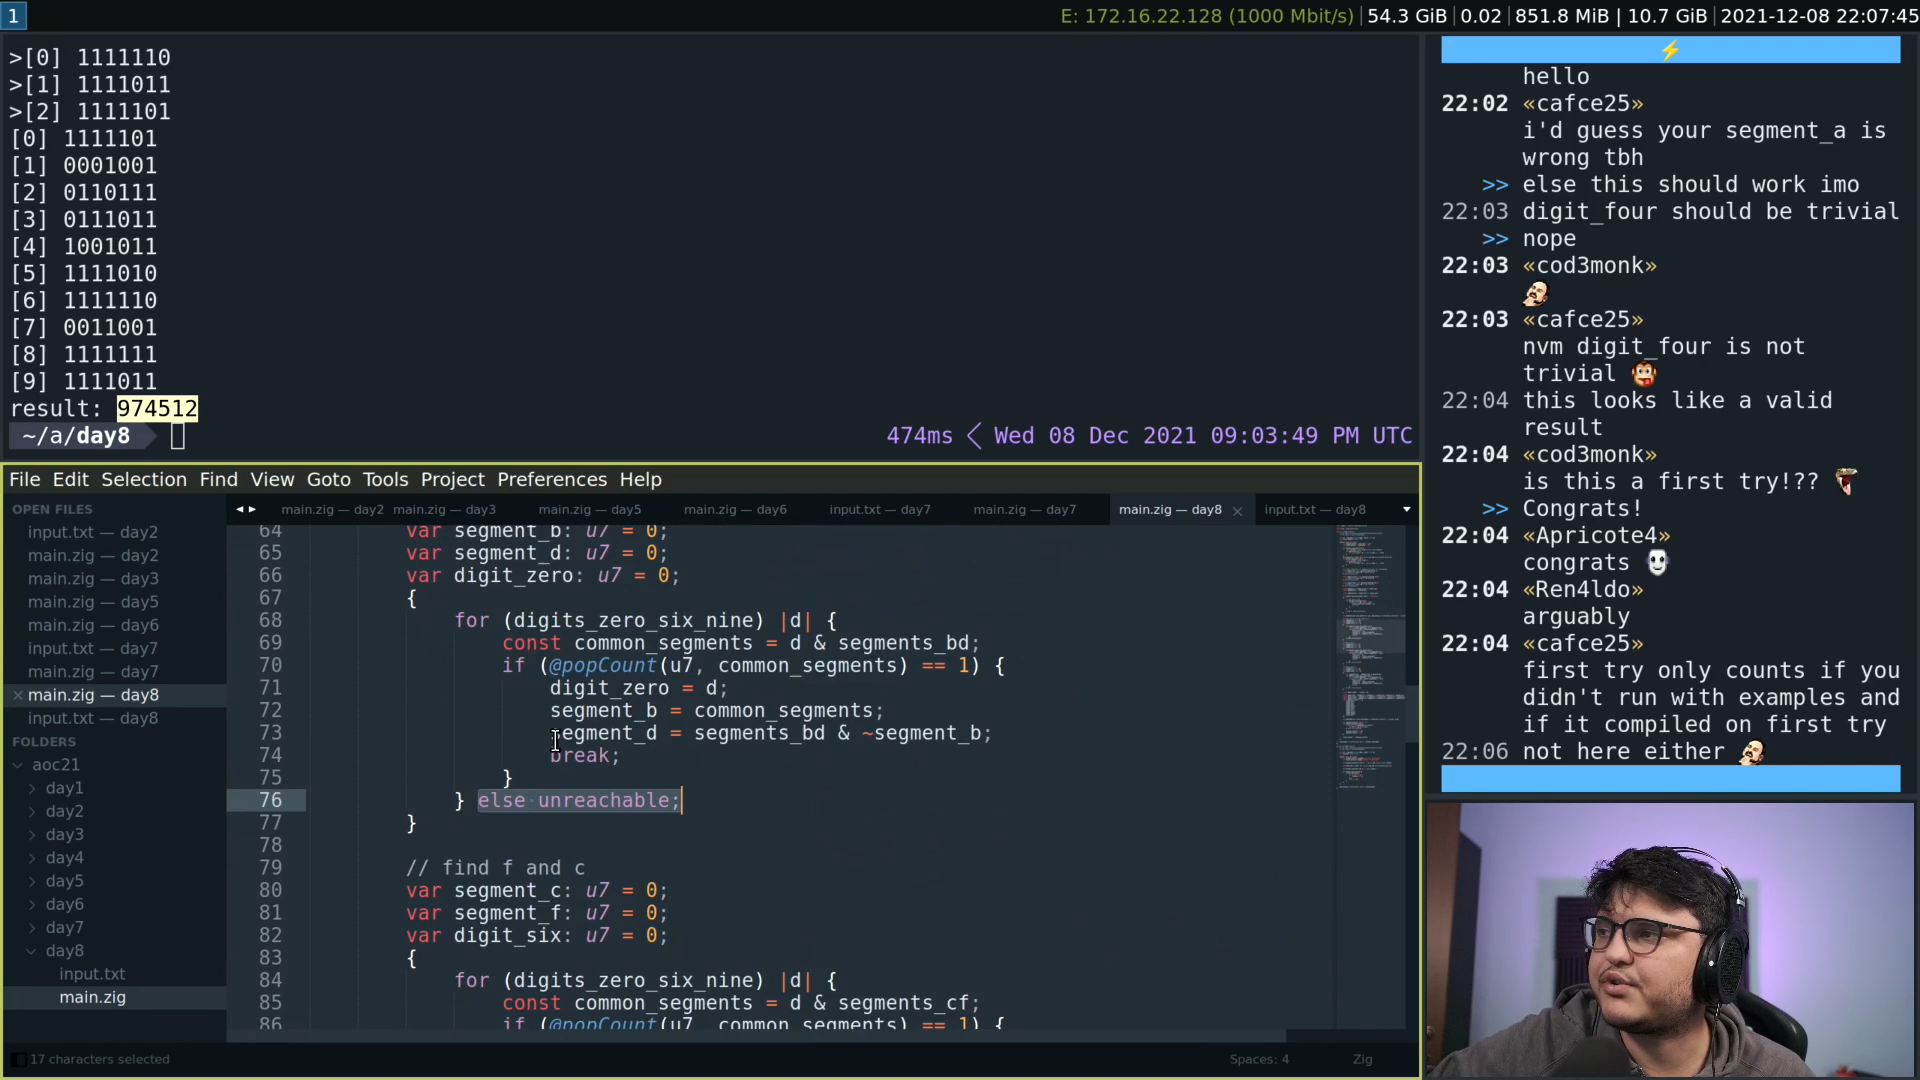 1
E: 172.16.22.128 (1000 Mbit/s) | 54.3 GiB | 0.02 | 851.8 MiB | 10.7 GiB | 2021-12-08 22:07:45
>[0] 1111110
>[1] 1111011
>[2] 1111101
[0] 1111101
[1] 0001001
[2] 0110111
[3] 0111011
[4] 1001011
[5] 1111010
[6] 1111110
[7] 0011001
[8] 1111111
[9] 1111011
result: 974512
~/a/day8
474ms < Wed 08 Dec 2021 09:03:49 PM UTC
File Edit Selection Find View Goto Tools Project Preferences Help
OPEN FILES
input.txt — day2
main.zig — day2
main.zig — day3
main.zig — day5
main.zig — day6
input.txt — day7
main.zig — day7
main.zig — day8
input.txt — day8
FOLDERS
aoc21
day1
day2
day3
day4
day5
day6
day7
day8
input.txt
main.zig
main.zig — day2 main.zig — day3 main.zig — day5 main.zig — day6 input.txt — day7 main.zig — day7 main.zig — day8 input.txt — day8
64 var segment_b: u7 = 0;
65 var segment_d: u7 = 0;
66 var digit_zero: u7 = 0;
67 {
68 for (digits_zero_six_nine) |d| {
69 const common_segments = d & segments_bd;
70 if (@popCount(u7, common_segments) == 1) {
71 digit_zero = d;
72 segment_b = common_segments;
73 segment_d = segments_bd & ~segment_b;
74 break;
75 }
76 } else unreachable;
77 }
78
79 // find f and c
80 var segment_c: u7 = 0;
81 var segment_f: u7 = 0;
82 var digit_six: u7 = 0;
83 {
84 for (digits_zero_six_nine) |d| {
85 const common_segments = d & segments_cf;
86 if (@popCount(u7, common_segments) == 1) {
17 characters selected
Spaces: 4 Zig
hello
22:02 «cafce25»
i'd guess your segment_a is
wrong tbh
>> else this should work imo
22:03 digit_four should be trivial
>> nope
22:03 «cod3monk»
22:03 «cafce25»
nvm digit_four is not
trivial
22:04 this looks like a valid
result
22:04 «cod3monk»
is this a first try!??
>> Congrats!
22:04 «Apricote4»
congrats
22:04 «Ren4ldo»
arguably
22:04 «cafce25»
first try only counts if you
didn't run with examples and
if it compiled on first try
22:06 not here either